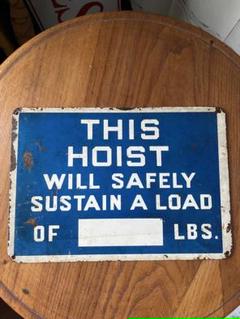 THIS
HOIST
WILL SAFELY
SUSTAIN A LOAD
OF LBS.